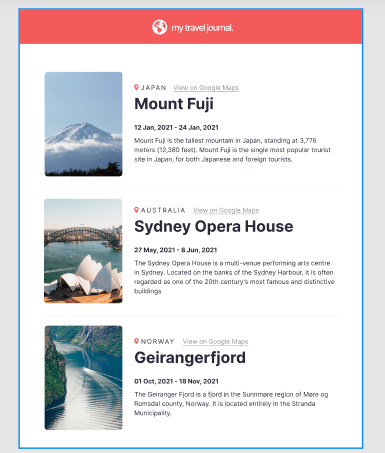 my travel journal.
JAPAN View on Google Maps
Mount Fuji
12 Jan, 2021 - 24 Jan, 2021
Mount Fuji is the tallest mountain in Japan, standing at 3,776
meters (12,380 feet). Mount Fuji is the single most popular tourist
site in Japan, for both Japanese and foreign tourists.
AUSTRALIA View on Google Maps
Sydney Opera House
27 May, 2021 - 8 Jun, 2021
The Sydney Opera House is a multi-venue performing arts centre
in Sydney. Located on the banks of the Sydney Harbour, it is often
regarded as one of the 20th century's most famous and distinctive
buildings
NORWAY View on Google Maps
Geirangerfjord
01 Oct, 2021 - 18 Nov, 2021
The Geiranger Fjord is a fjord in the Sunnmøre region of Møre og
Romsdal county, Norway. It is located entirely in the Stranda
Municipality.